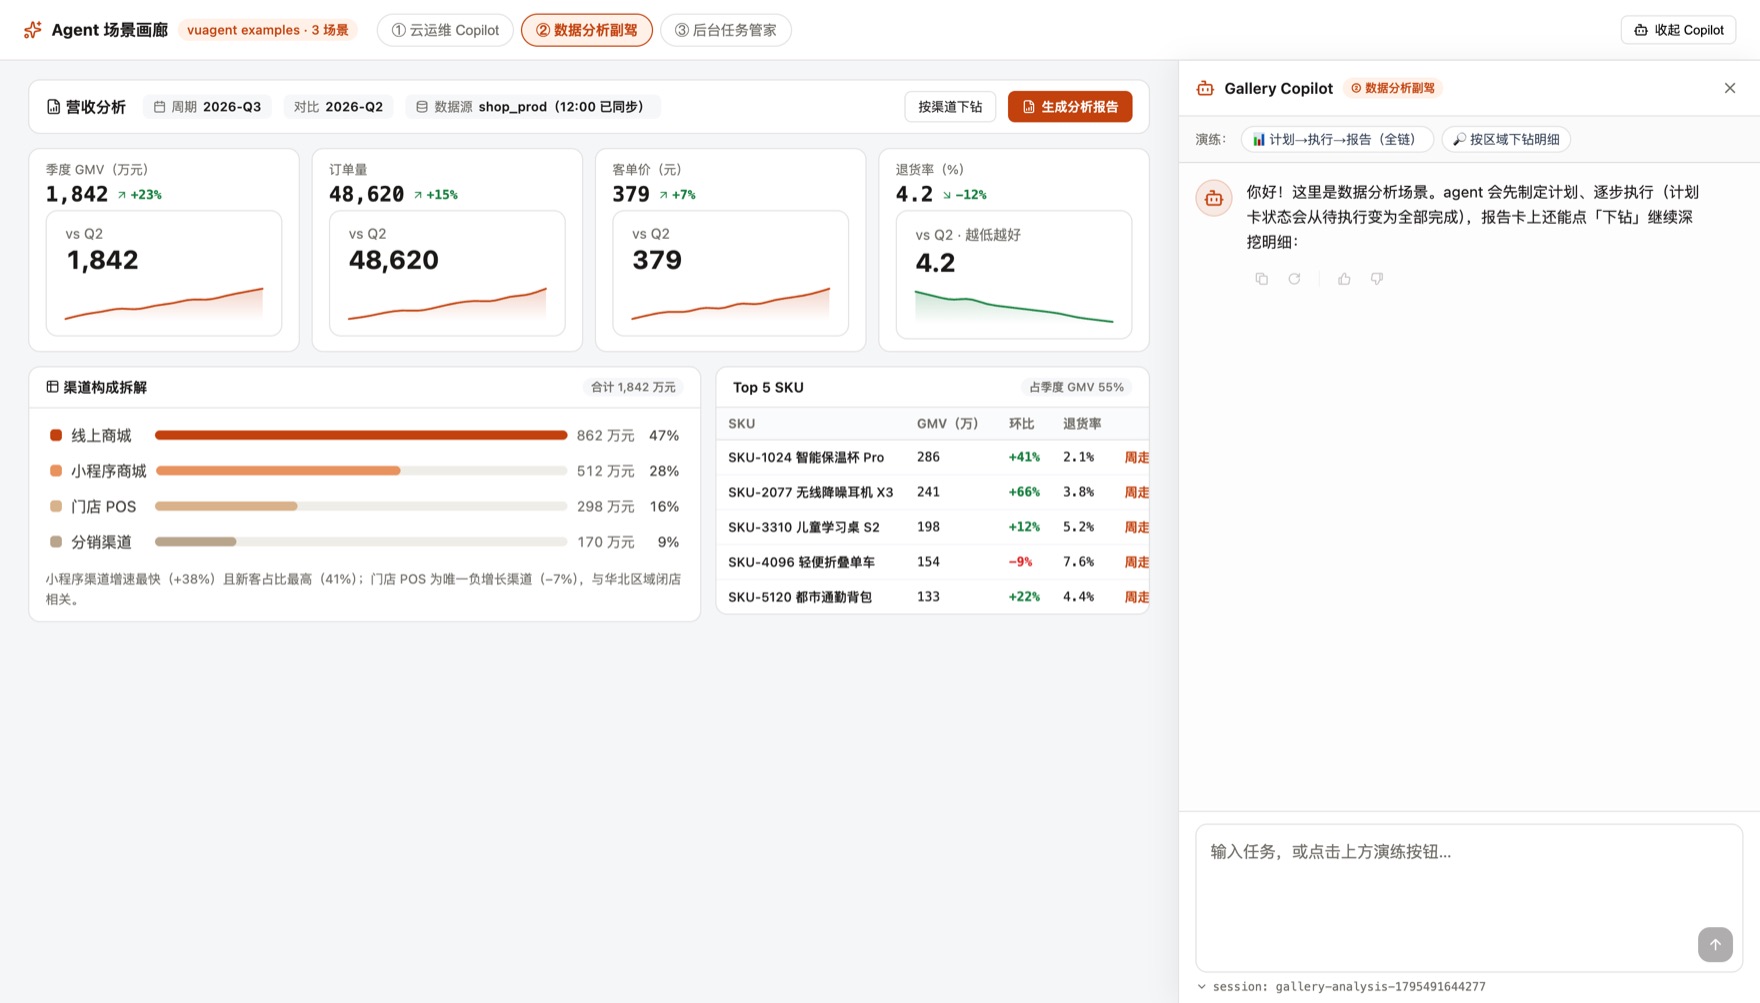 Agent 场景画廊
vuagent examples · 3 场景
① 云运维 Copilot
② 数据分析副驾
③ 后台任务管家
收起 Copilot
营收分析
周期 2026-Q3
对比 2026-Q2
数据源 shop_prod（12:00 已同步）
按渠道下钻
生成分析报告
季度 GMV（万元）
1,842 +23%
vs Q2
1,842
订单量
48,620 +15%
vs Q2
48,620
客单价（元）
379 +7%
vs Q2
379
退货率（%）
4.2 −12%
vs Q2 · 越低越好
4.2
渠道构成拆解
合计 1,842 万元
线上商城 862 万元 47%
小程序商城 512 万元 28%
门店 POS 298 万元 16%
分销渠道 170 万元 9%
小程序渠道增速最快（+38%）且新客占比最高（41%）；门店 POS 为唯一负增长渠道（−7%），与华北区域闭店
相关。
Top 5 SKU
占季度 GMV 55%
SKU GMV（万） 环比 退货率
SKU-1024 智能保温杯 Pro 286 +41% 2.1% 周走
SKU-2077 无线降噪耳机 X3 241 +66% 3.8% 周走
SKU-3310 儿童学习桌 S2 198 +12% 5.2% 周走
SKU-4096 轻便折叠单车 154 −9% 7.6% 周走
SKU-5120 都市通勤背包 133 +22% 4.4% 周走
Gallery Copilot
② 数据分析副驾
演练：
📊 计划→执行→报告（全链）
🔎 按区域下钻明细
你好！这里是数据分析场景。agent 会先制定计划、逐步执行（计划
卡状态会从待执行变为全部完成），报告卡上还能点「下钻」继续深
挖明细：
输入任务，或点击上方演练按钮...
session: gallery-analysis-1795491644277